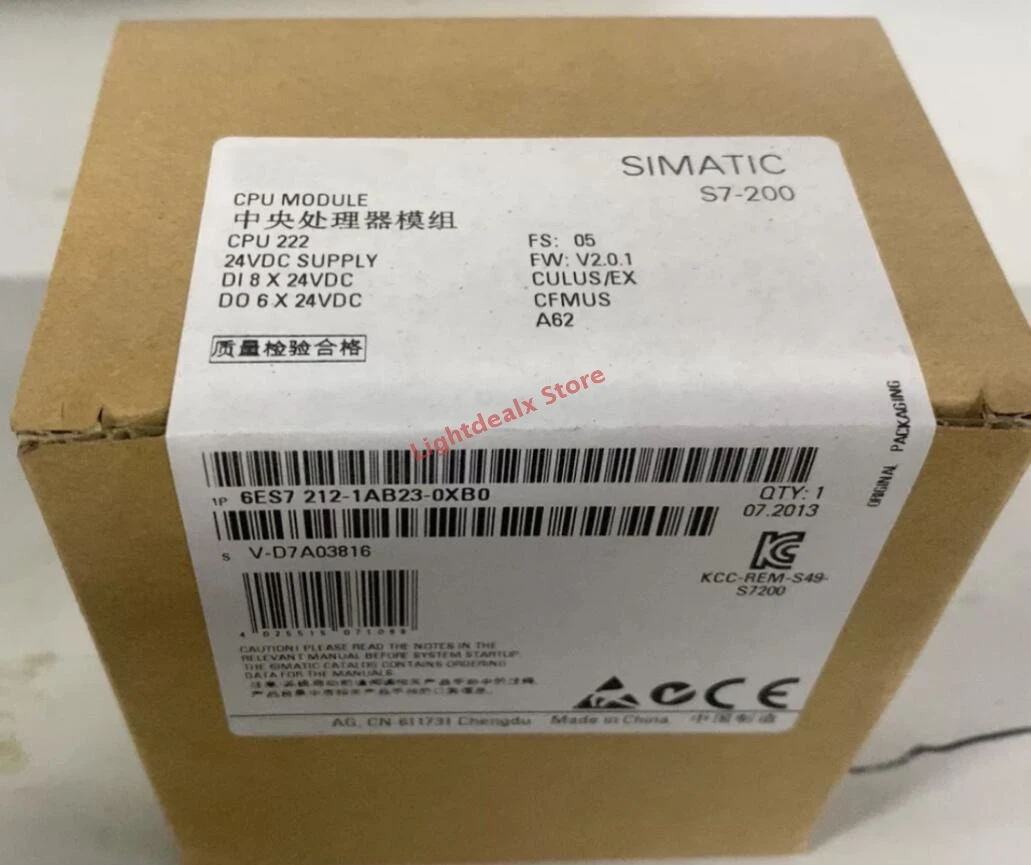 SIMATIC
S7-200
CPU MODULE
中央处理器模组
CPU 222
24VDC SUPPLY
DI 8 X 24VDC
DO 6 X 24VDC
FS: 05
FW: V2.0.1
CULUS/EX
CFMUS
A62
质量检验合格
Lightdealx Store
ORIGINAL PACKAGING
1P 6ES7 212-1AB23-0XB0
QTY: 1
07.2013
S V-D7A03816
KCC-REM-S49-
S7200
CAUTION! PLEASE READ THE NOTES IN THE
RELEVANT MANUAL BEFORE SYSTEM STARTUP.
THE SIMATIC CATALOG CONTAINS ORDERING
DATA FOR THE MANUALS.
CE
AG, CN-611731 Chengdu Made in China 中国制造